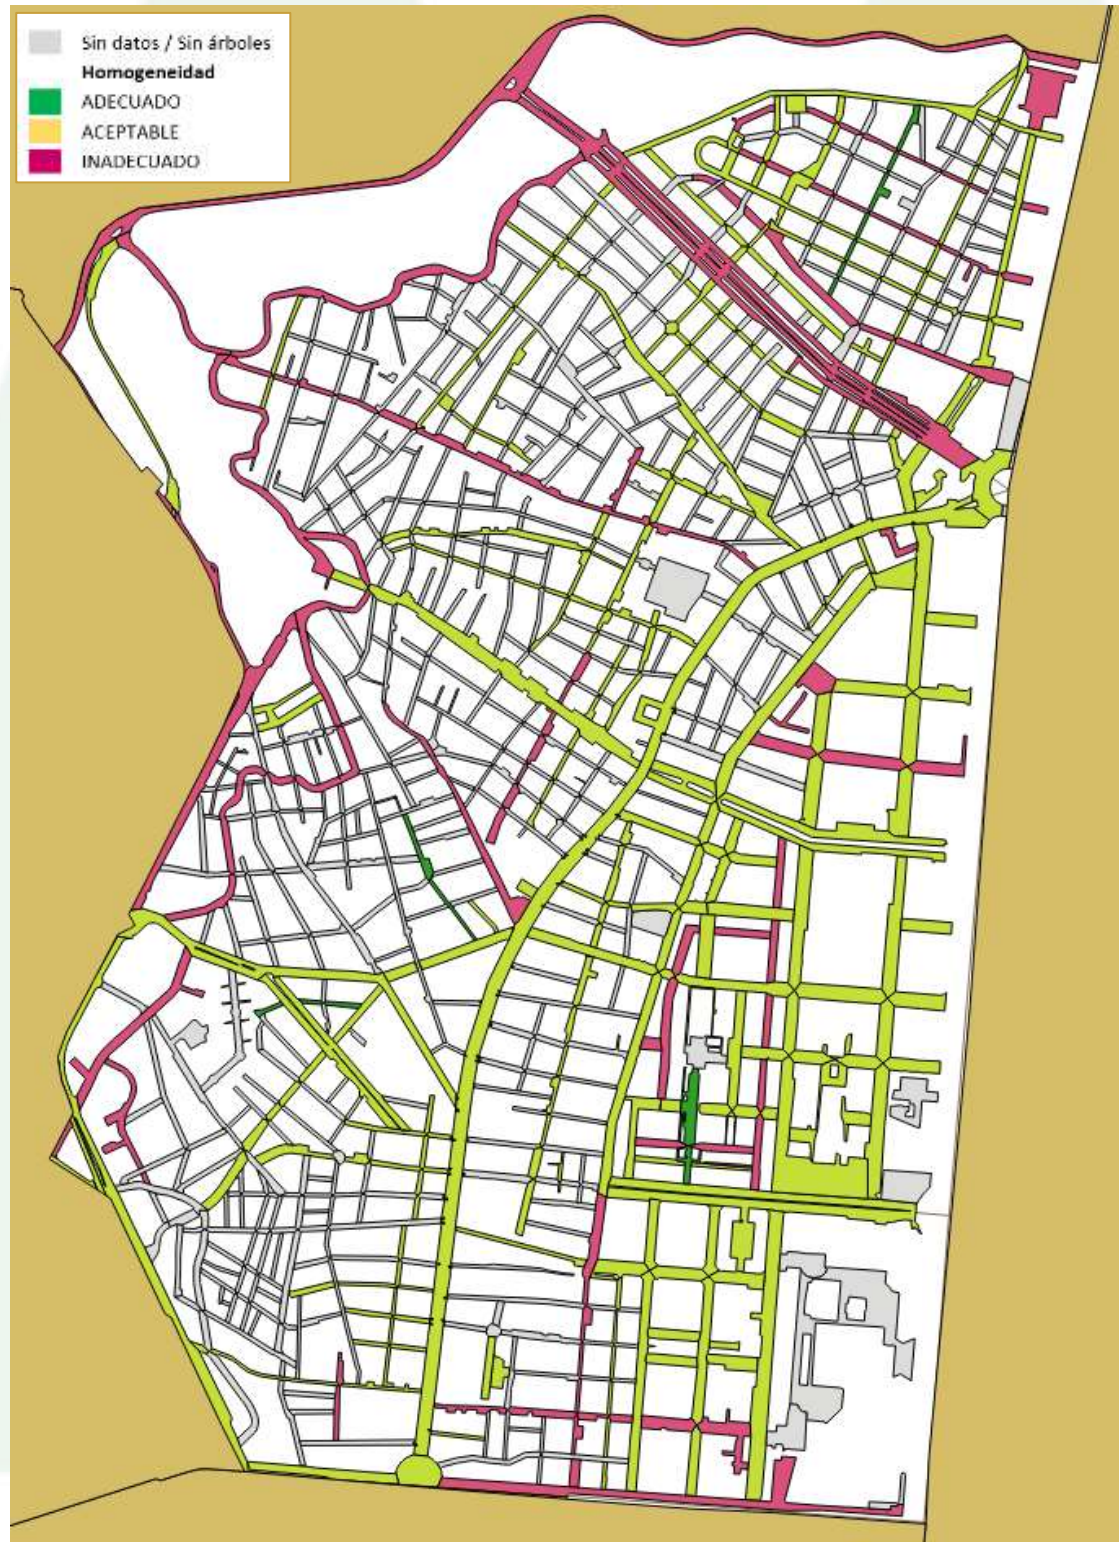 Sin datos / Sin árboles
Homogeneidad
ADECUADO
ACEPTABLE
INADECUADO